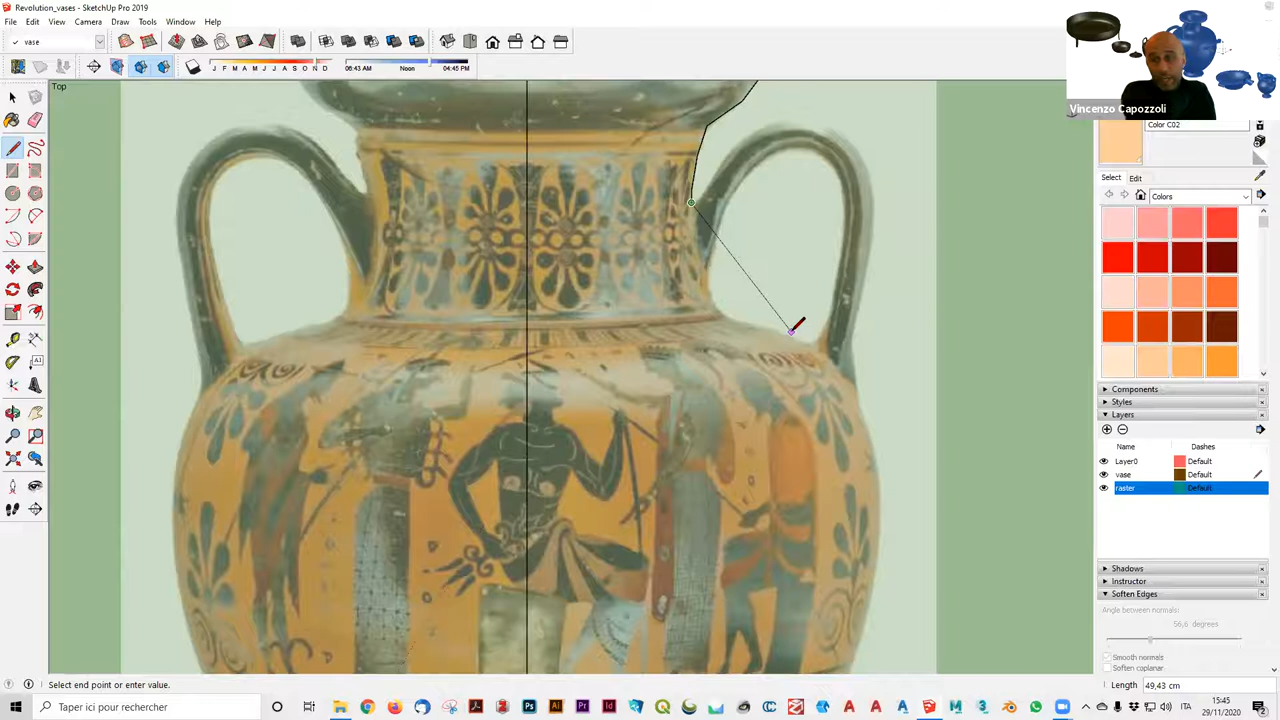 Revolution_vases - SketchUp Pro 2019
File Edit View Camera Draw Tools Window Help
vase
J F M A M J J A S O N D
06:43 AM Noon 04:45 PM
Top
Vincenzo Capozzoli
Color C02
Select Edit
Colors
Components
Styles
Layers
Name Dashes
Layer0 Default
vase Default
raster Default
Shadows
Instructor
Soften Edges
Angle between normals:
56,6 degrees
Smooth normals
Soften coplanar
Select end point or enter value.
Length 49,43 cm
Taper ici pour rechercher
ITA
15:45
29/11/2020